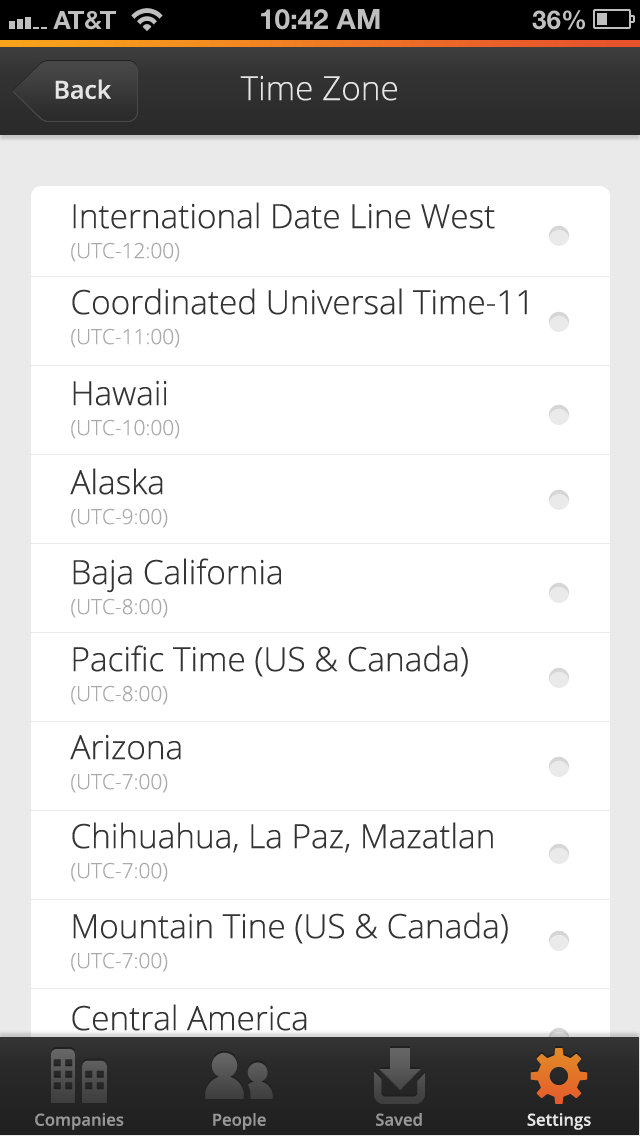 AT&T 10:42 AM 36%
Back Time Zone
International Date Line West
(UTC-12:00)
Coordinated Universal Time-11
(UTC-11:00)
Hawaii
(UTC-10:00)
Alaska
(UTC-9:00)
Baja California
(UTC-8:00)
Pacific Time (US & Canada)
(UTC-8:00)
Arizona
(UTC-7:00)
Chihuahua, La Paz, Mazatlan
(UTC-7:00)
Mountain Tine (US & Canada)
(UTC-7:00)
Central America
Companies People Saved Settings